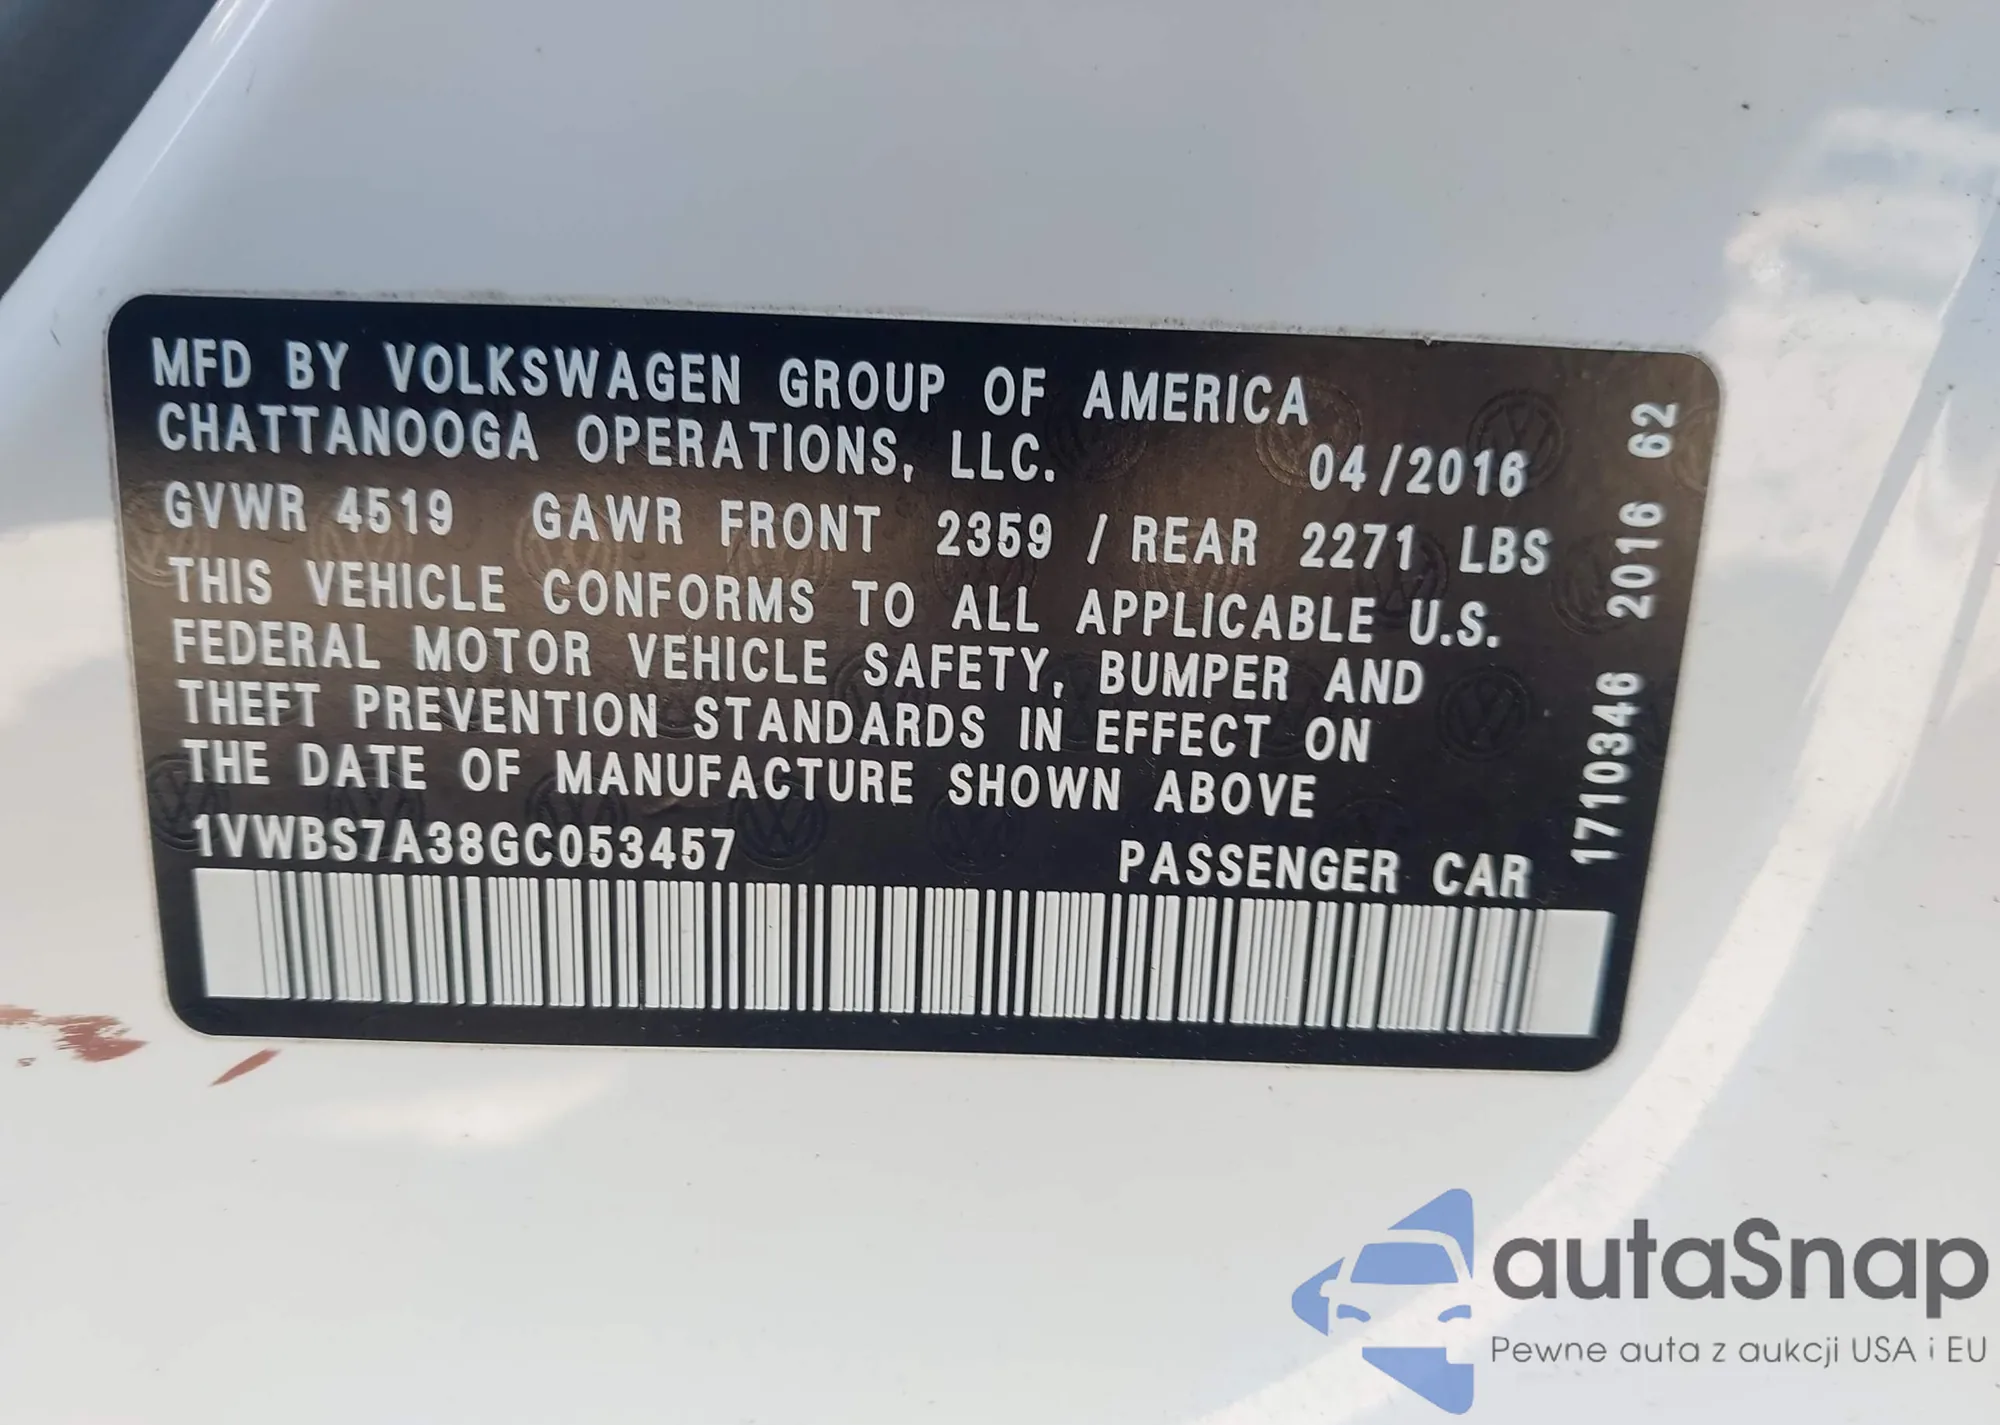 MFD BY VOLKSWAGEN GROUP OF AMERICA
CHATTANOOGA OPERATIONS, LLC.
04/2016
GVWR 4519 GAWR FRONT 2359 / REAR 2271 LBS
THIS VEHICLE CONFORMS TO ALL APPLICABLE U.S.
FEDERAL MOTOR VEHICLE SAFETY, BUMPER AND
THEFT PREVENTION STANDARDS IN EFFECT ON
THE DATE OF MANUFACTURE SHOWN ABOVE
1VWBS7A38GC053457 PASSENGER CAR
1710346 2016 62
autaSnap
Pewne auta z aukcji USA i EU